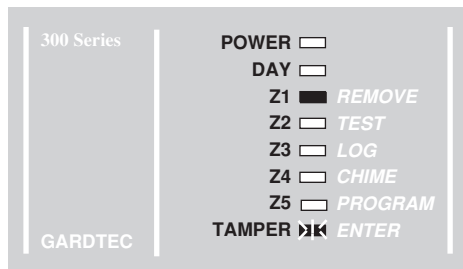 300 Series
POWER
DAY
Z1 REMOVE
Z2 TEST
Z3 LOG
Z4 CHIME
Z5 PROGRAM
TAMPER ENTER
GARDTEC